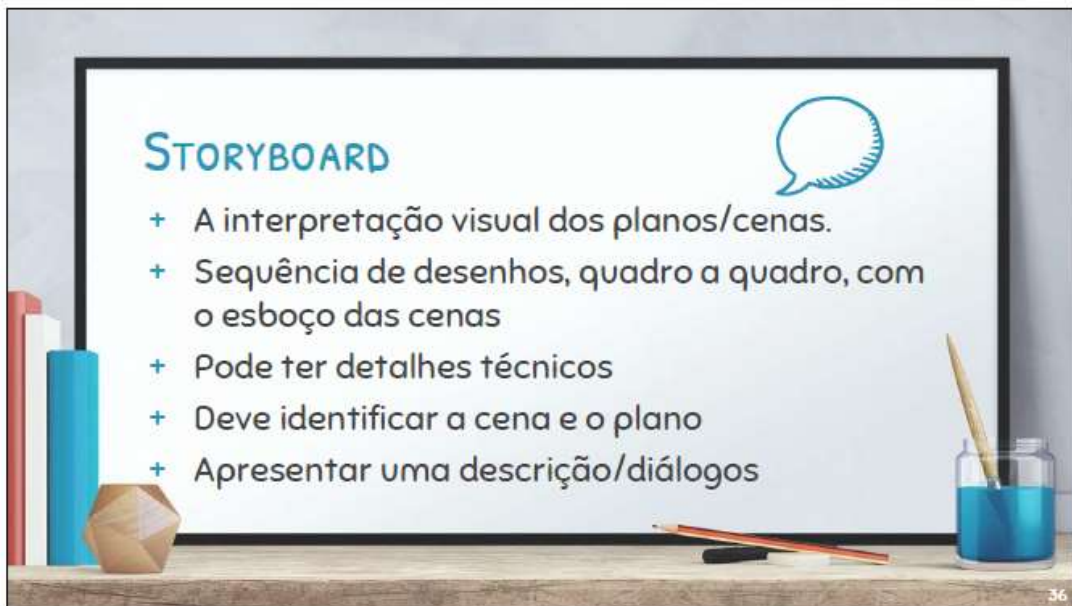 STORYBOARD
+ A interpretação visual dos planos/cenas.
+ Sequência de desenhos, quadro a quadro, com
o esboço das cenas
+ Pode ter detalhes técnicos
+ Deve identificar a cena e o plano
+ Apresentar uma descrição/diálogos
36